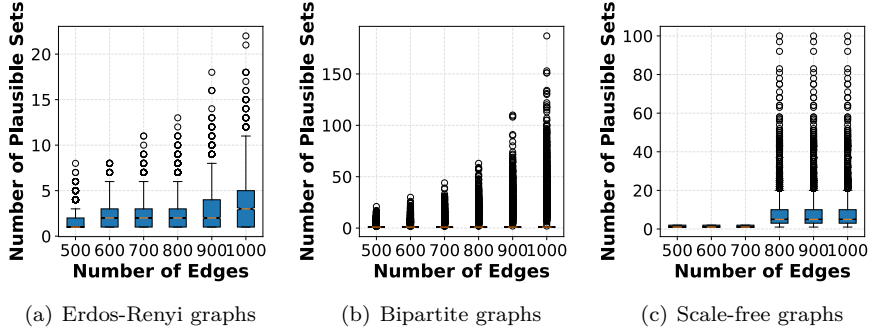 Number of Plausible Sets
20
15
10
5
0
500 600 700 800 900 1000
Number of Edges
(a) Erdos-Renyi graphs
Number of Plausible Sets
150
100
50
0
500 600 700 800 900 1000
Number of Edges
(b) Bipartite graphs
Number of Plausible Sets
100
80
60
40
20
0
500 600 700 800 900 1000
Number of Edges
(c) Scale-free graphs